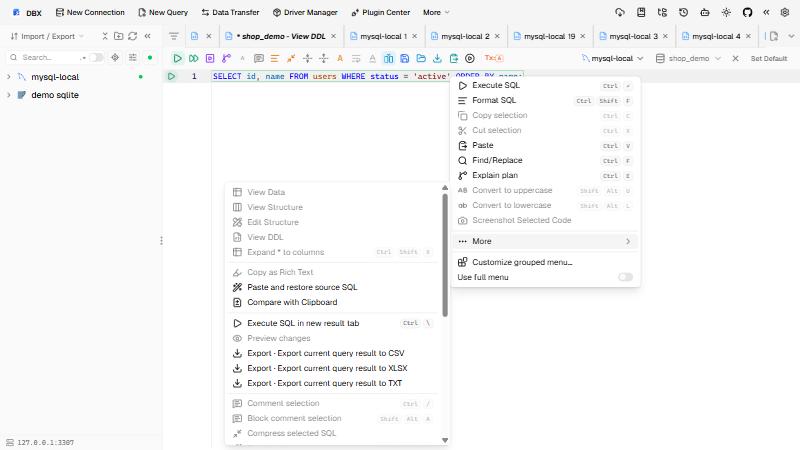 DBX New Connection New Query Data Transfer Driver Manager Plugin Center More
Import / Export
* shop_demo - View DDL mysql-local 1 mysql-local 2 mysql-local 19 mysql-local 3 mysql-local 4
Search...
Tx: A mysql-local shop_demo Set Default
mysql-local
demo sqlite
1 SELECT id, name FROM users WHERE status = 'active' ORDER BY name;
Execute SQL Ctrl
Format SQL Ctrl Shift F
Copy selection Ctrl C
Cut selection Ctrl X
Paste Ctrl V
Find/Replace Ctrl F
Explain plan Ctrl E
Convert to uppercase Shift Alt U
Convert to lowercase Shift Alt L
Screenshot Selected Code
More
Customize grouped menu...
Use full menu
View Data
View Structure
Edit Structure
View DDL
Expand * to columns Ctrl Shift X
Copy as Rich Text
Paste and restore source SQL
Compare with Clipboard
Execute SQL in new result tab Ctrl \
Preview changes
Export · Export current query result to CSV
Export · Export current query result to XLSX
Export · Export current query result to TXT
Comment selection Ctrl /
Block comment selection Shift Alt A
Compress selected SQL
127.0.0.1:3307